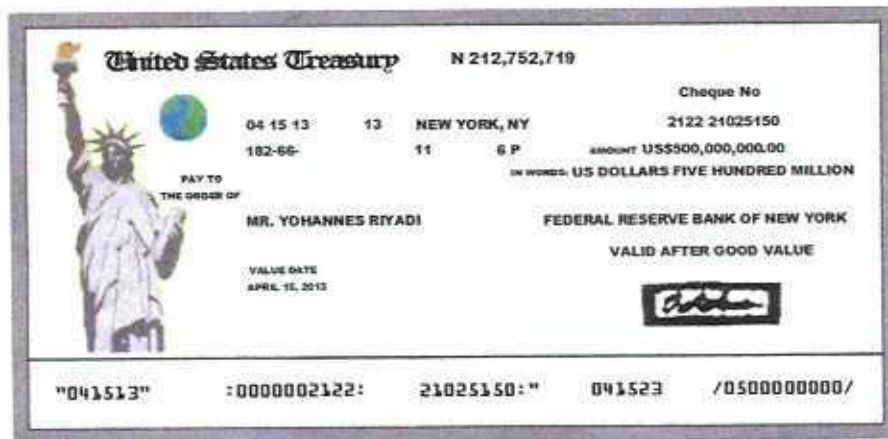 United States Treasury N 212,752,719
Cheque No
04 15 13 13 NEW YORK, NY 2122 21025150
182-66- 11 6 P AMOUNT US$500,000,000.00
IN WORDS: US DOLLARS FIVE HUNDRED MILLION
PAY TO
THE ORDER OF
MR. YOHANNES RIYADI FEDERAL RESERVE BANK OF NEW YORK
VALID AFTER GOOD VALUE
VALUE DATE
APRIL 15, 2013
"041513" :0000002122: 21025150:" 041523 /0500000000/